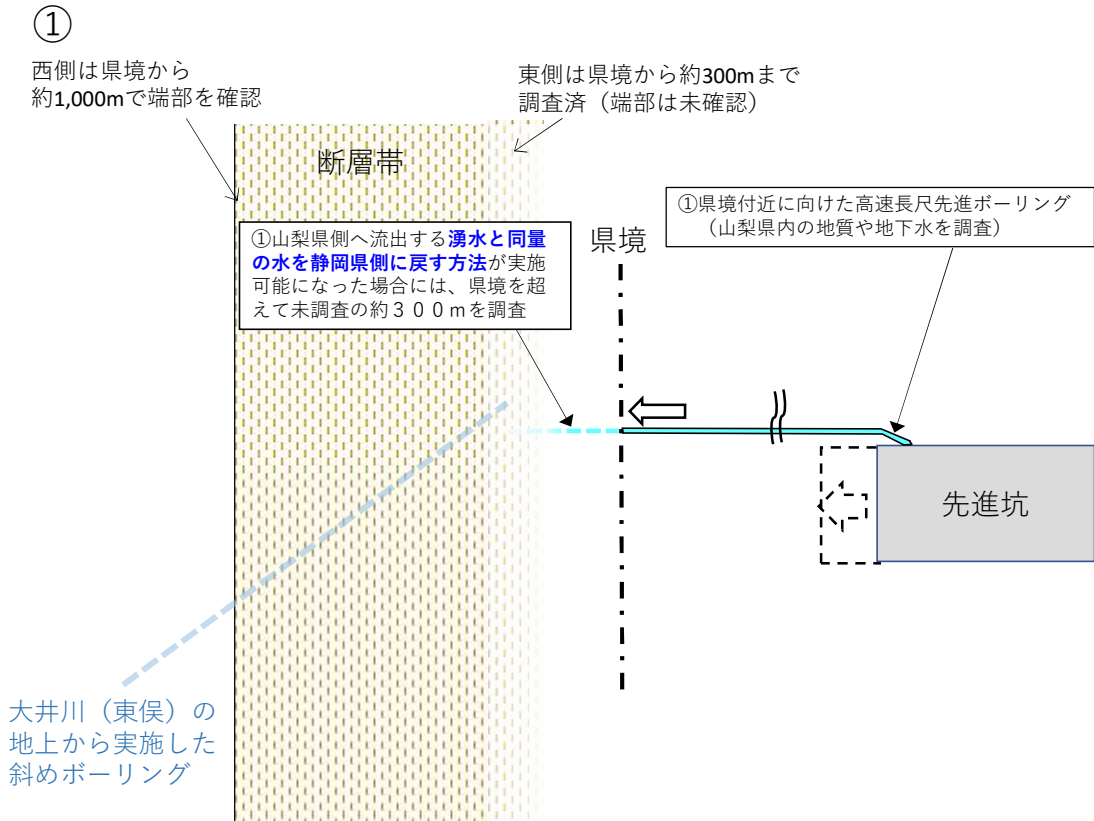 ①
西側は県境から
約1,000mで端部を確認
東側は県境から約300mまで
調査済（端部は未確認）
断層帯
①山梨県側へ流出する湧水と同量
の水を静岡県側に戻す方法が実施
可能になった場合には、県境を超
えて未調査の約３００ｍを調査
県境
①県境付近に向けた高速長尺先進ボーリング
（山梨県内の地質や地下水を調査）
先進坑
大井川（東俣）の
地上から実施した
斜めボーリング